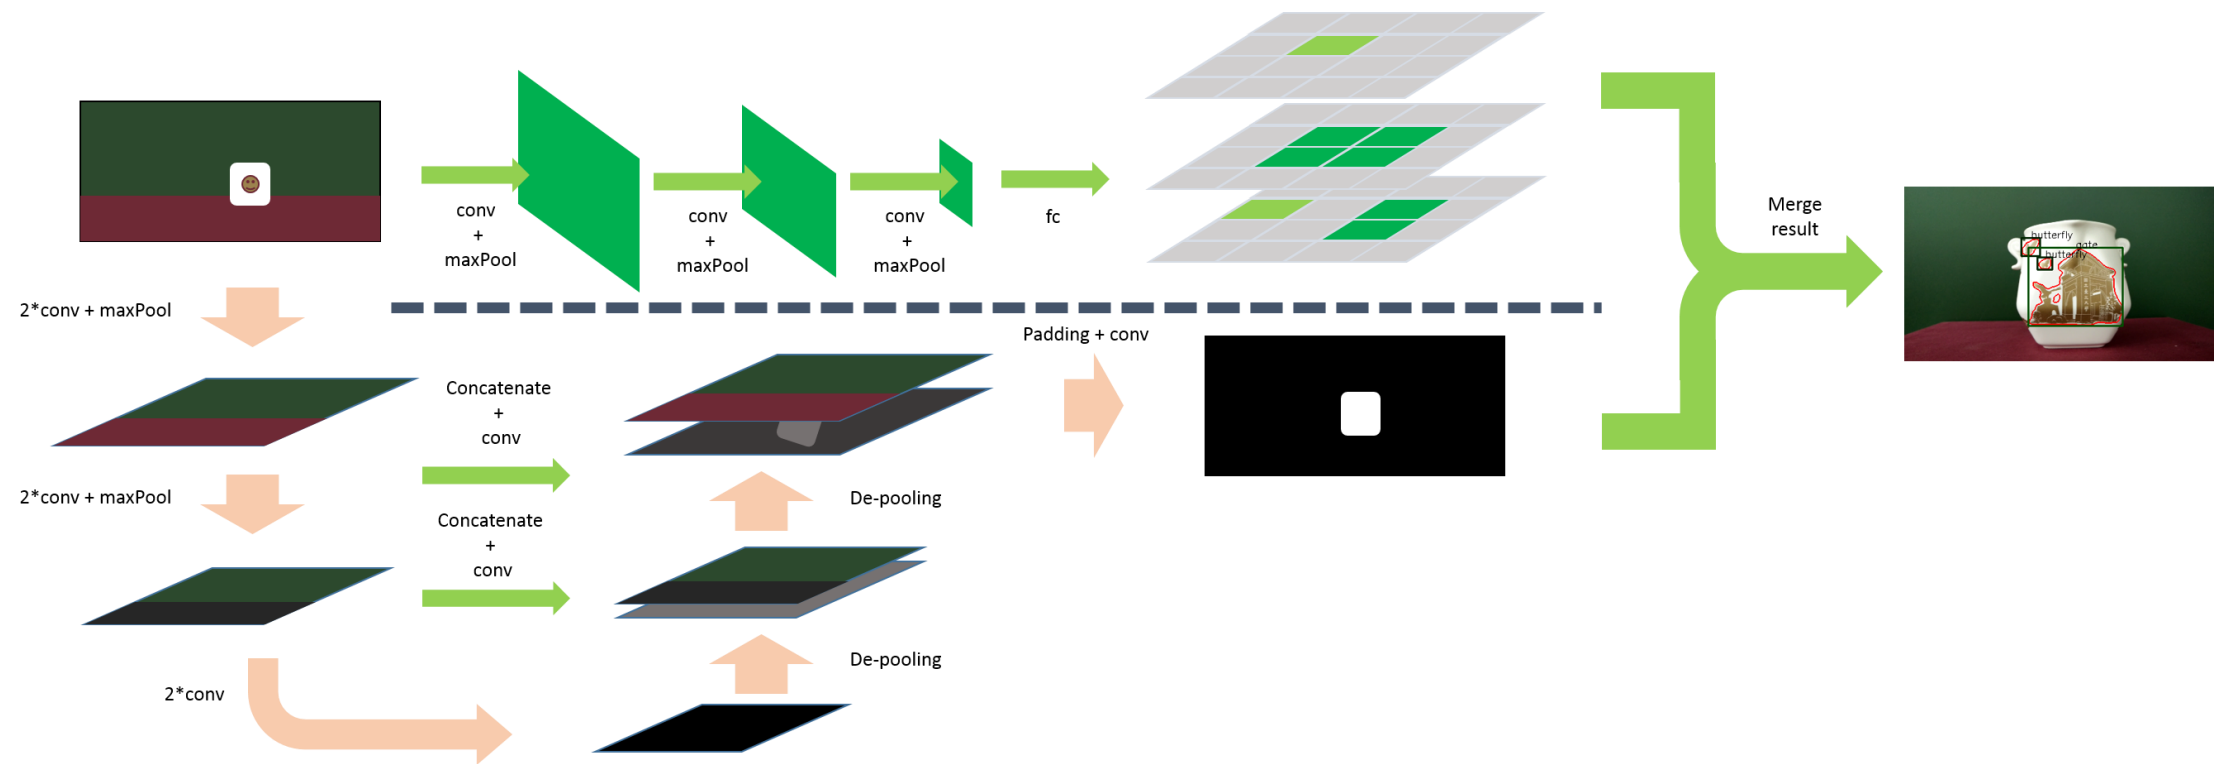 conv
+
maxPool
conv
+
maxPool
conv
+
maxPool
fc
Merge
result
butterfly
gate
butterfly
2*conv + maxPool
Padding + conv
Concatenate
+
conv
2*conv + maxPool
De-pooling
Concatenate
+
conv
De-pooling
2*conv